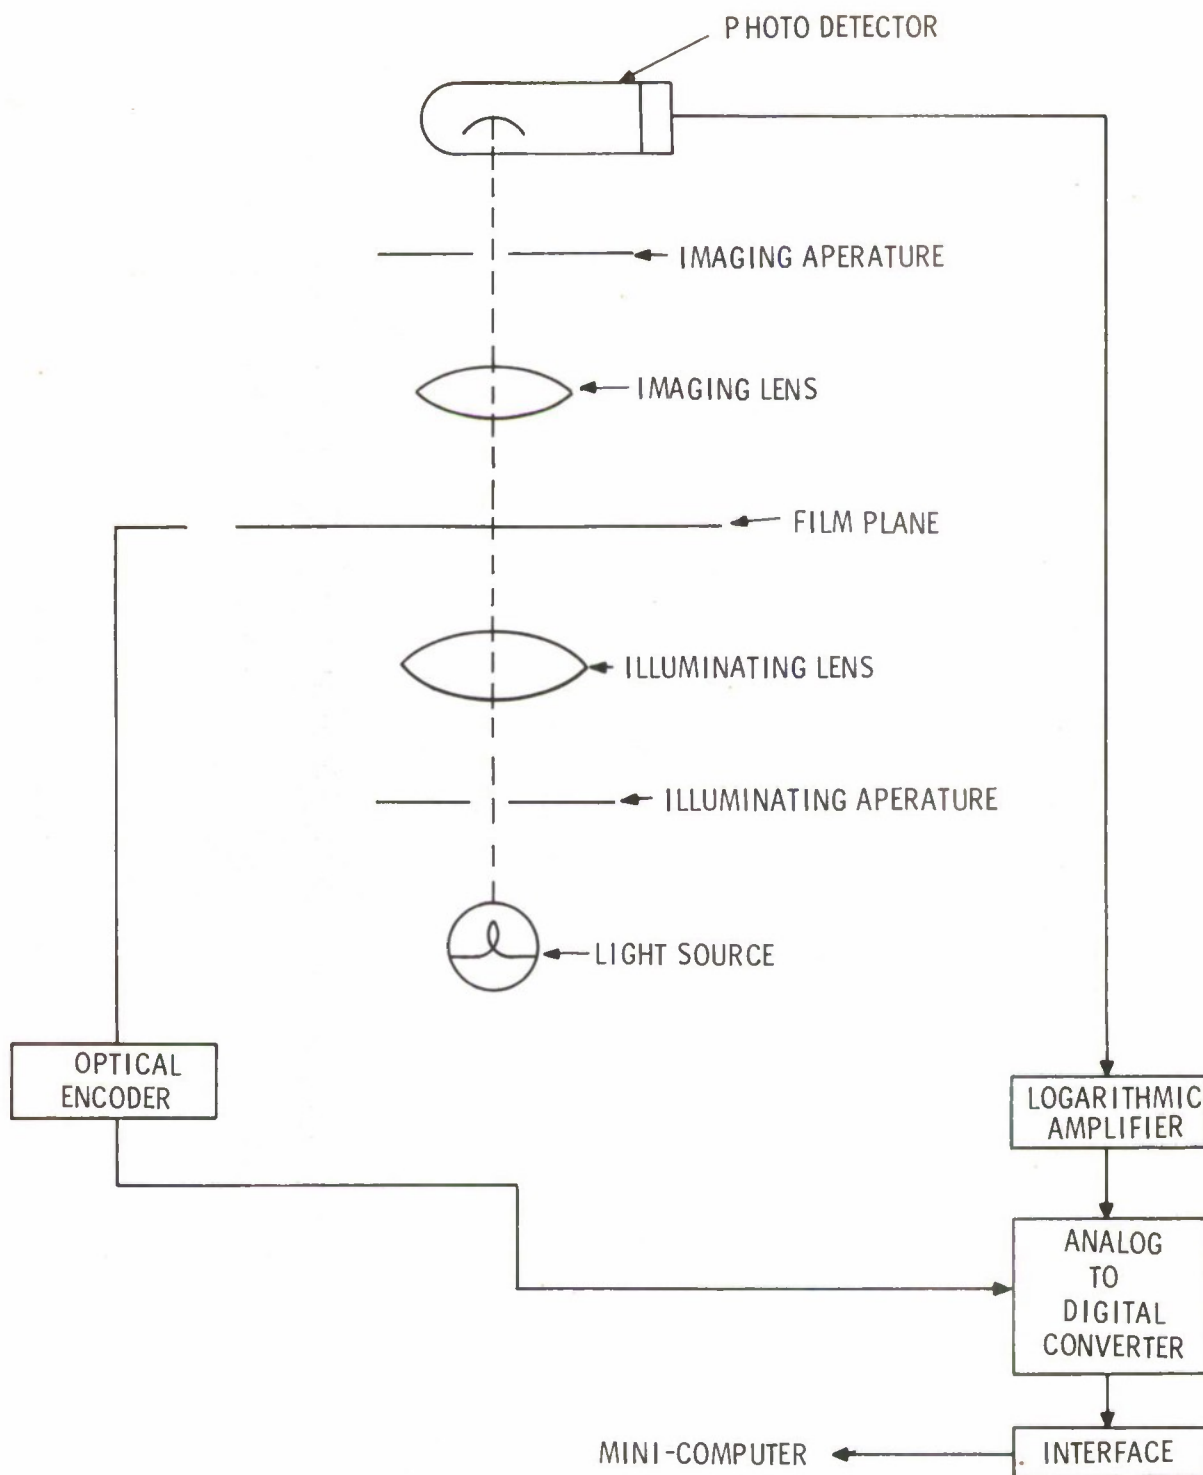 PHOTO DETECTOR
IMAGING APERATURE
IMAGING LENS
FILM PLANE
ILLUMINATING LENS
ILLUMINATING APERATURE
LIGHT SOURCE
OPTICAL
ENCODER
LOGARITHMIC
AMPLIFIER
ANALOG
TO
DIGITAL
CONVERTER
MINI-COMPUTER
INTERFACE